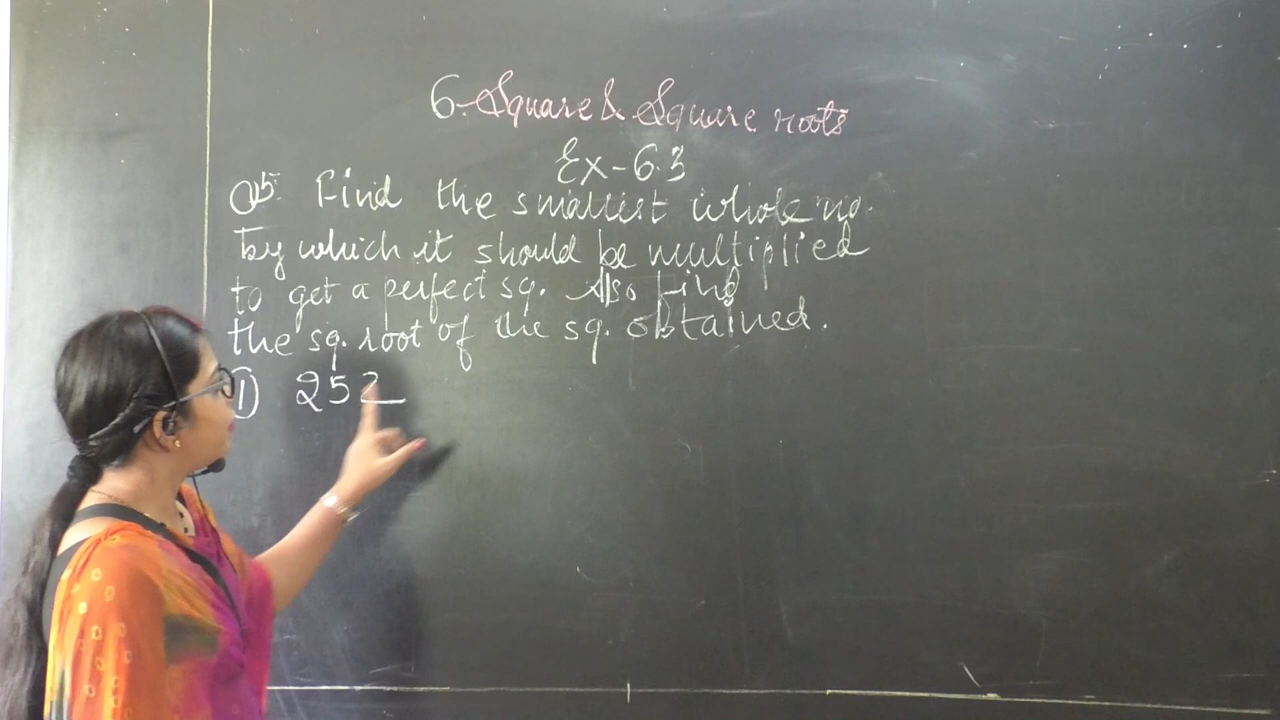 6. Square & Square roots
Ex-6.3
Q5. Find the smallest whole no.
by which it should be multiplied
to get a perfect sq. Also find
the sq. root of the sq. obtained.
1) 252